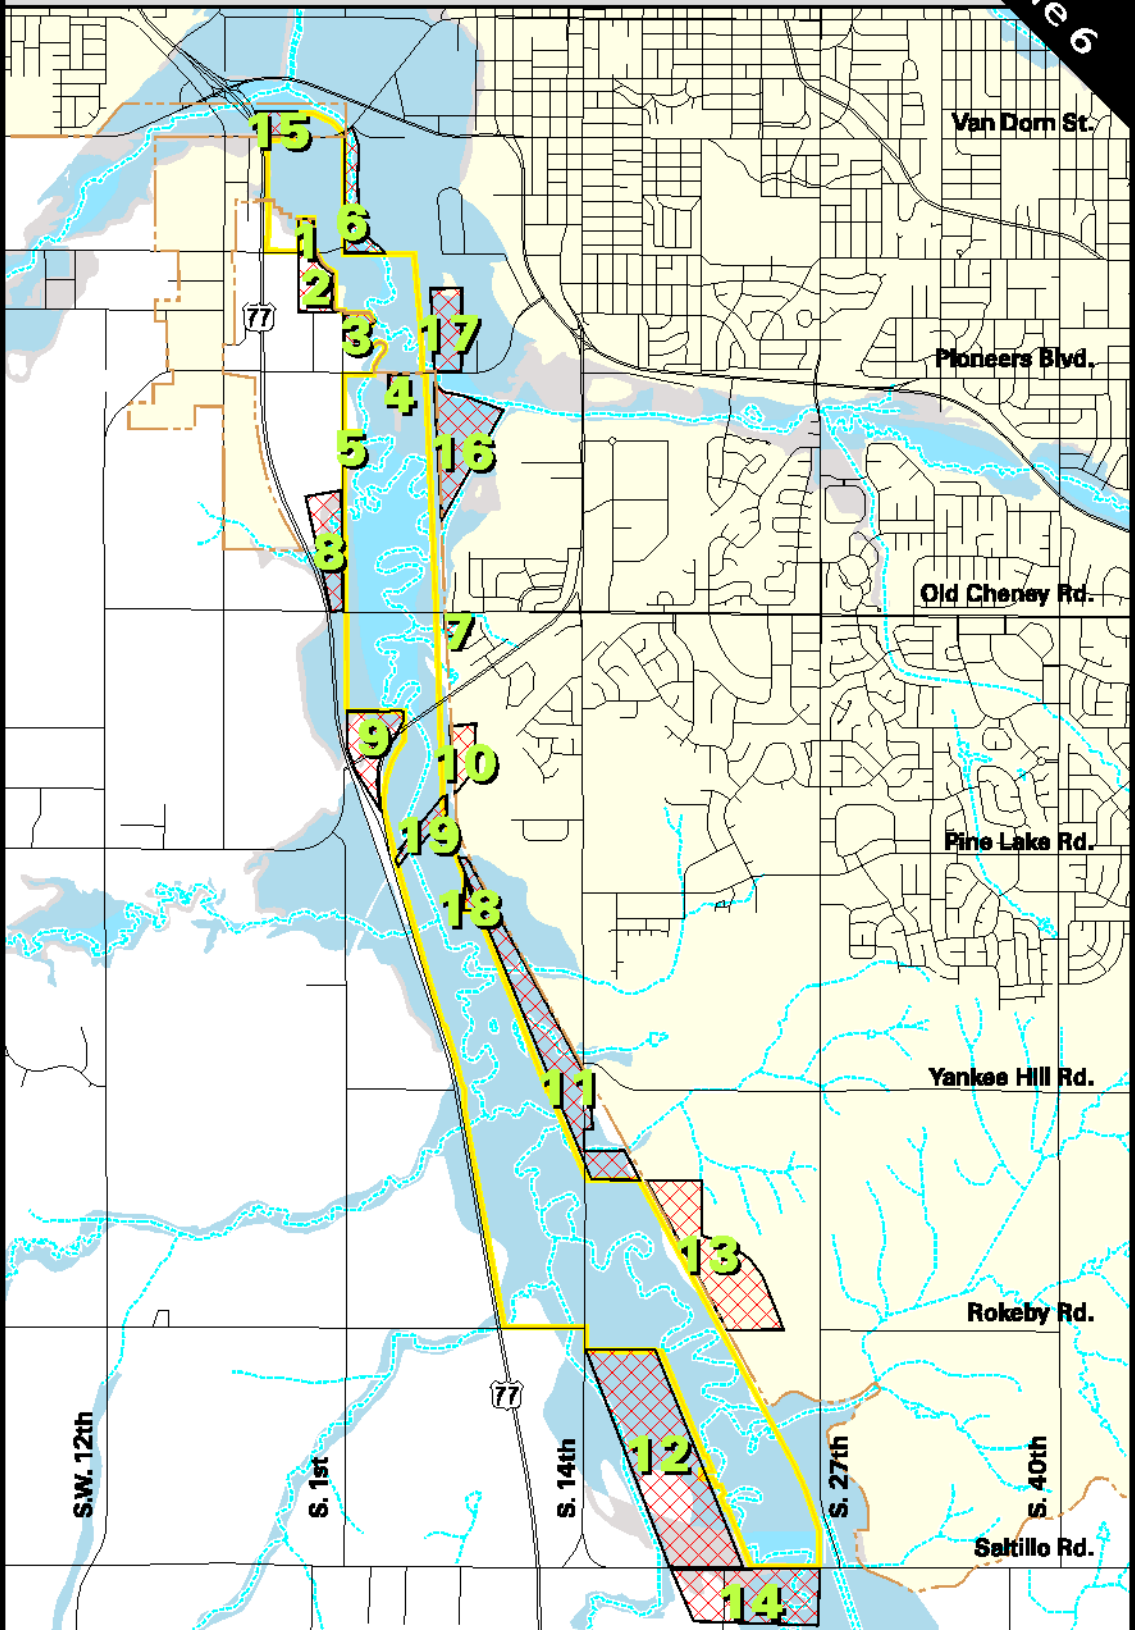 e 6
Van Dorn St.
15
6
1
2
77
3
17
Pioneers Blvd.
4
5
16
8
Old Cheney Rd.
7
9
10
19
Pine Lake Rd.
18
Yankee Hill Rd.
11
13
Rokeby Rd.
77
12
S.W. 12th
S. 1st
S. 14th
S. 27th
S. 40th
Saltillo Rd.
14